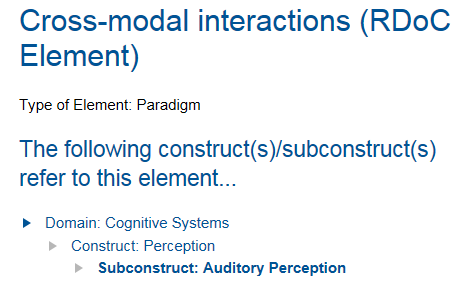 Cross-modal interactions (RDoC
Element)
Type of Element: Paradigm
The following construct(s)/subconstruct(s)
refer to this element...
Domain: Cognitive Systems
Construct: Perception
Subconstruct: Auditory Perception